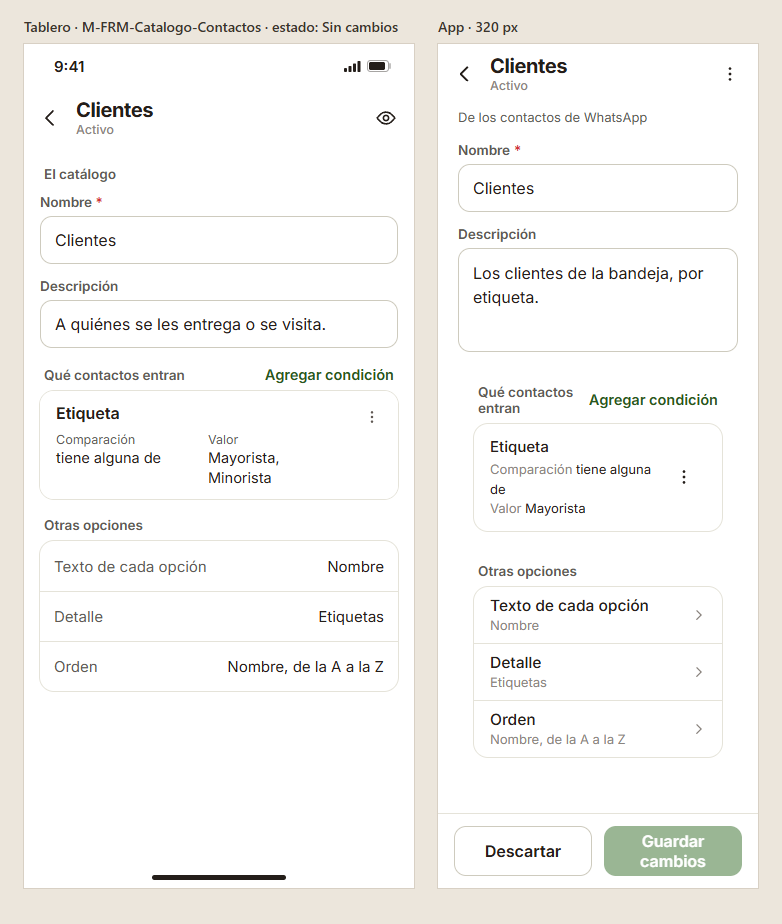 Tablero · M-FRM-Catalogo-Contactos · estado: Sin cambios
9:41
Clientes
Activo
El catálogo
Nombre *
Clientes
Descripción
A quiénes se les entrega o se visita.
Qué contactos entran
Agregar condición
Etiqueta
Comparación
tiene alguna de
Valor
Mayorista,
Minorista
Otras opciones
Texto de cada opción
Nombre
Detalle
Etiquetas
Orden
Nombre, de la A a la Z
App · 320 px
Clientes
Activo
De los contactos de WhatsApp
Nombre *
Clientes
Descripción
Los clientes de la bandeja, por
etiqueta.
Qué contactos
entran
Agregar condición
Etiqueta
Comparación tiene alguna
de
Valor Mayorista
Otras opciones
Texto de cada opción
Nombre
Detalle
Etiquetas
Orden
Nombre, de la A a la Z
Descartar
Guardar
cambios